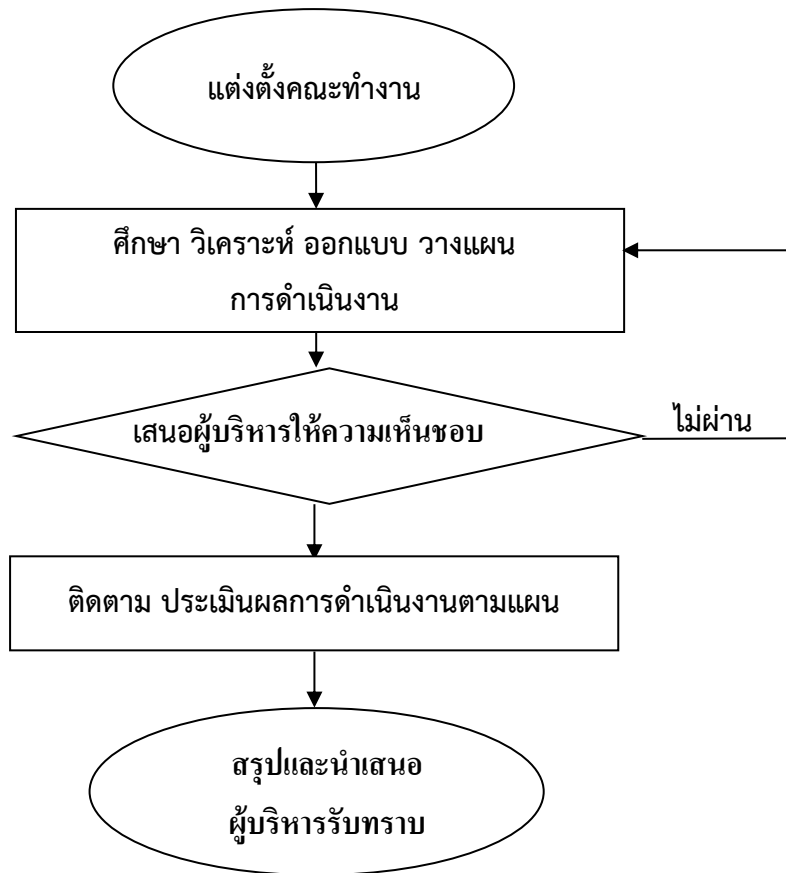 แต่งตั้งคณะทำงาน
ศึกษา วิเคราะห์ ออกแบบ วางแผน
การดำเนินงาน
เสนอผู้บริหารให้ความเห็นชอบ
ไม่ผ่าน
ติดตาม ประเมินผลการดำเนินงานตามแผน
สรุปและนำเสนอ
ผู้บริหารรับทราบ